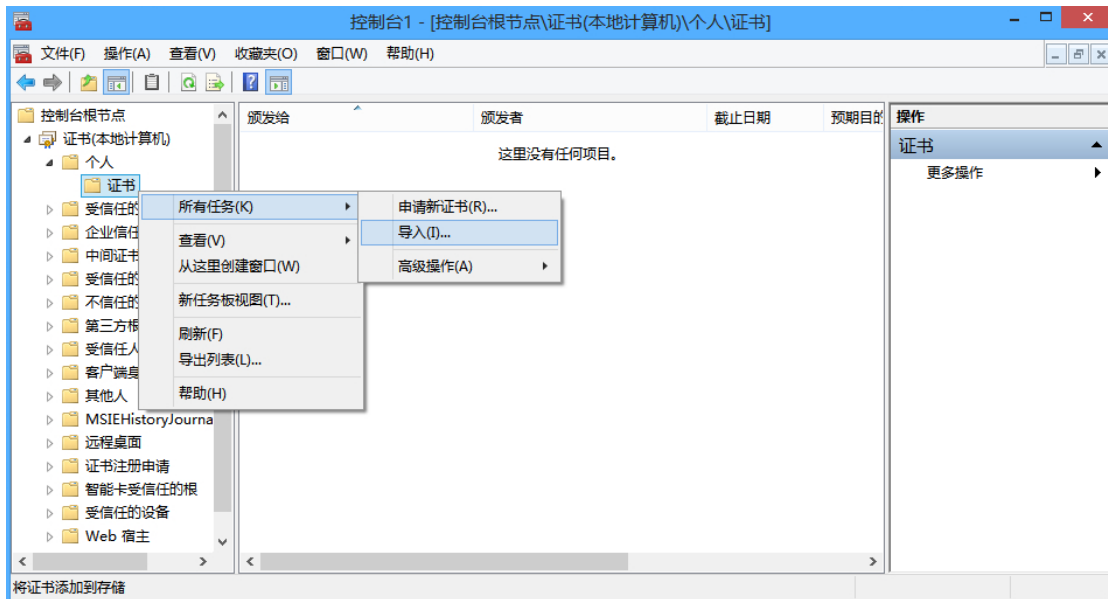 控制台1 - [控制台根节点\证书(本地计算机)\个人\证书]
文件(F) 操作(A) 查看(V) 收藏夹(O) 窗口(W) 帮助(H)
控制台根节点
证书(本地计算机)
个人
证书
受信任的
企业信任
中间证书
受信任的
不信任的
第三方根
受信任人
客户端身
其他人
MSIEHistoryJourna
远程桌面
证书注册申请
智能卡受信任的根
受信任的设备
Web 宿主
颁发给 颁发者 截止日期 预期目的
这里没有任何项目。
所有任务(K)
查看(V)
从这里创建窗口(W)
新任务板视图(T)...
刷新(F)
导出列表(L)...
帮助(H)
申请新证书(R)...
导入(I)...
高级操作(A)
操作
证书
更多操作
将证书添加到存储